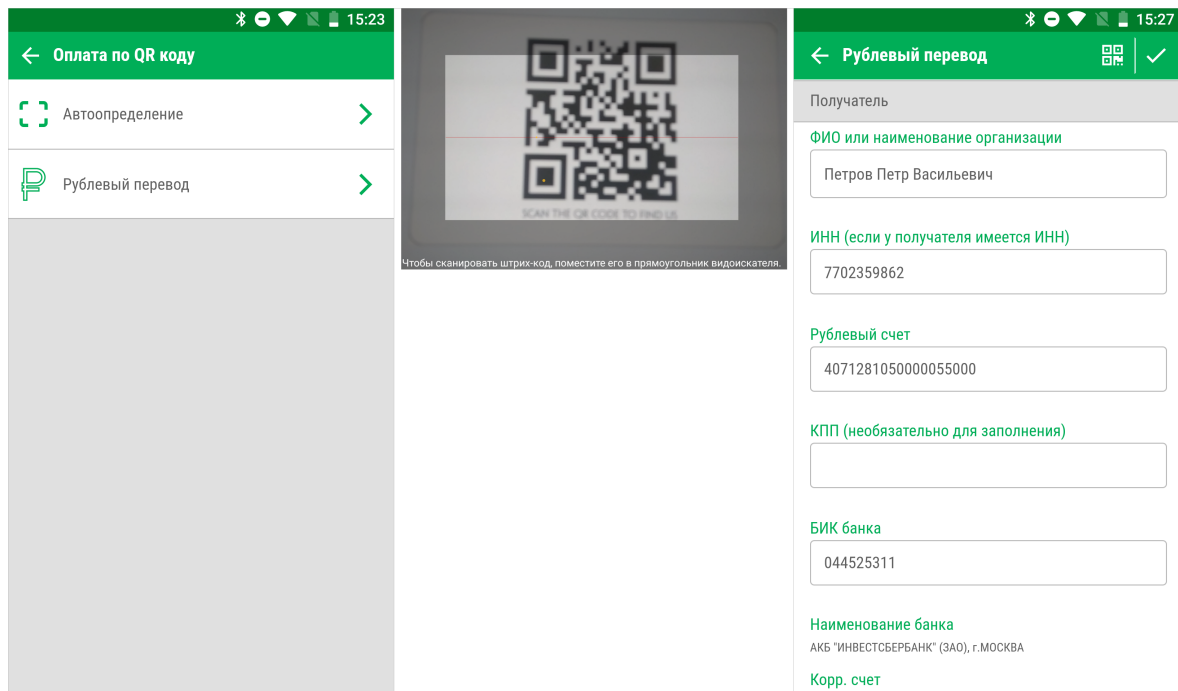 15:23
Оплата по QR коду
Автоопределение
Рублевый перевод
SCAN THE QR CODE TO FIND US
Чтобы сканировать штрих-код, поместите его в прямоугольник видоискателя.
15:27
Рублевый перевод
Получатель
ФИО или наименование организации
Петров Петр Васильевич
ИНН (если у получателя имеется ИНН)
7702359862
Рублевый счет
4071281050000055000
КПП (необязательно для заполнения)
БИК банка
044525311
Наименование банка
АКБ "ИНВЕСТСБЕРБАНК" (ЗАО), г.МОСКВА
Корр. счет